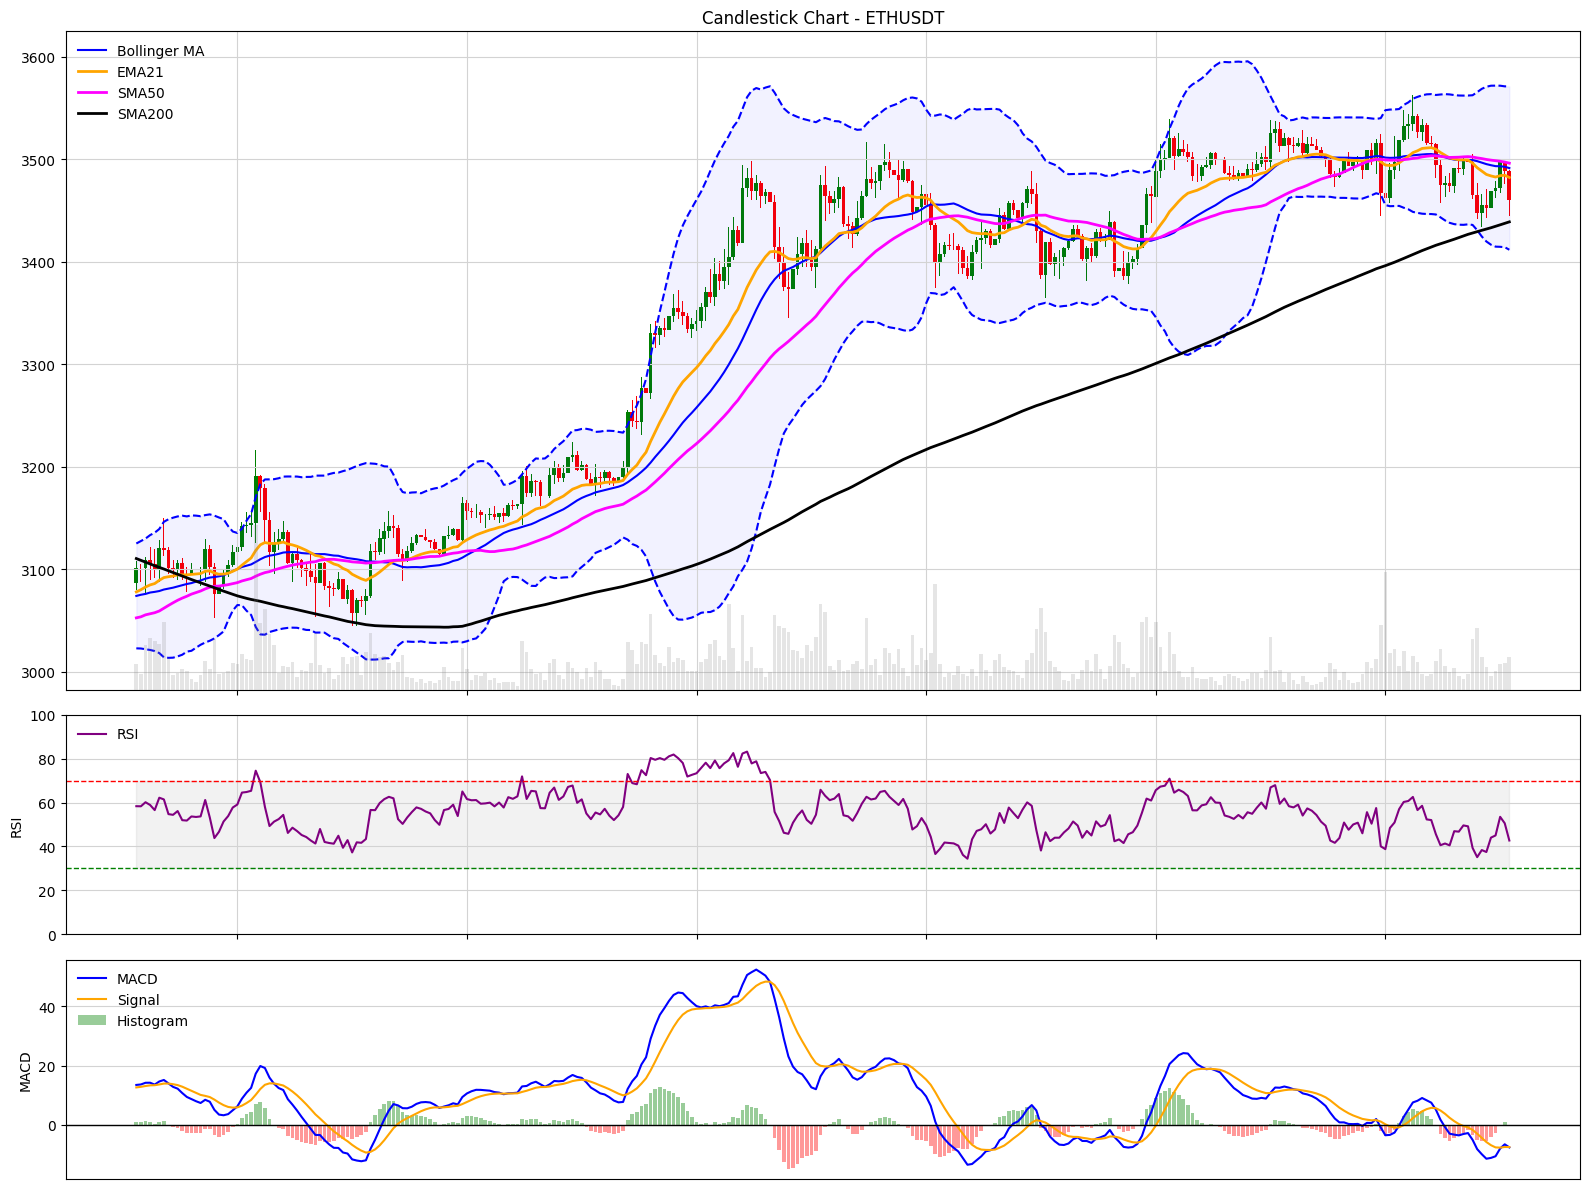 Candlestick Chart - ETHUSDT
Bollinger MA
EMA21
SMA50
SMA200
3600
3500
3400
3300
3200
3100
3000
RSI
100
80
60
40
20
0
RSI
MACD
Signal
Histogram
40
20
0
MACD